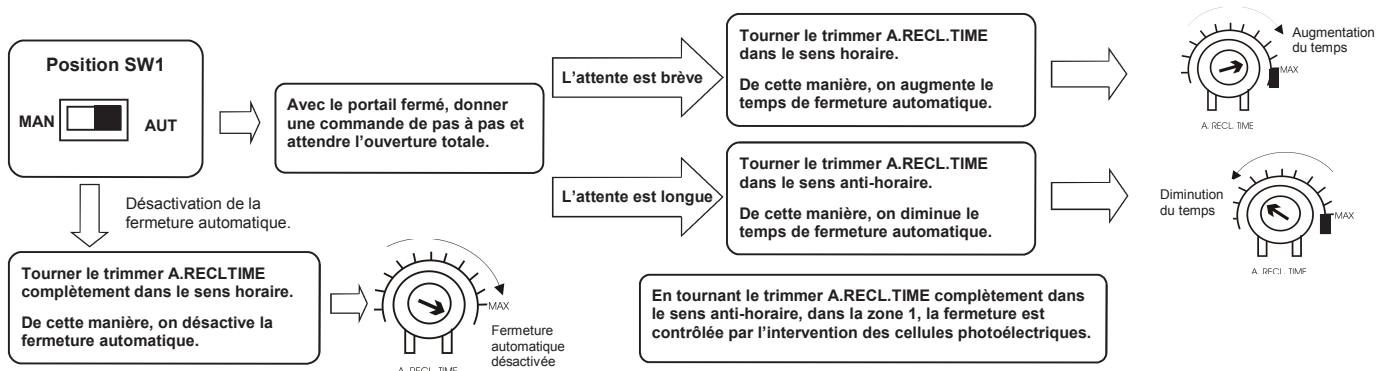 Position SW1
MAN
AUT
Avec le portail fermé, donner
une commande de pas à pas et
attendre l'ouverture totale.
L'attente est brève
Tourner le trimmer A.RECL.TIME
dans le sens horaire.
De cette manière, on augmente le
temps de fermeture automatique.
Augmentation
du temps
MAX
A. RECL. TIME
L'attente est longue
Tourner le trimmer A.RECL.TIME
dans le sens anti-horaire.
De cette manière, on diminue le
temps de fermeture automatique.
Diminution
du temps
MAX
A. RECL. TIME
Désactivation de la
fermeture automatique.
Tourner le trimmer A.RECLTIME
complètement dans le sens horaire.
De cette manière, on désactive la
fermeture automatique.
MAX
Fermeture
automatique
désactivée
A. RECL. TIME
En tournant le trimmer A.RECL.TIME complètement dans
le sens anti-horaire, dans la zone 1, la fermeture est
contrôlée par l'intervention des cellules photoélectriques.